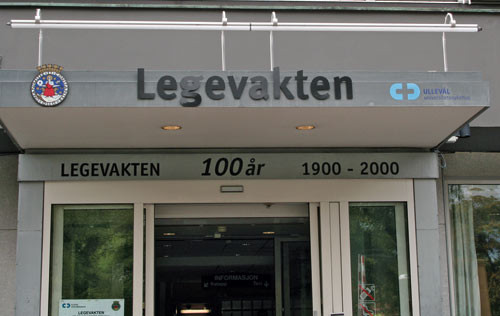 Legevakten
ULLEVÅL
LEGEVAKTEN 100 år 1900 - 2000
INFORMASJON
LEGEVAKTEN